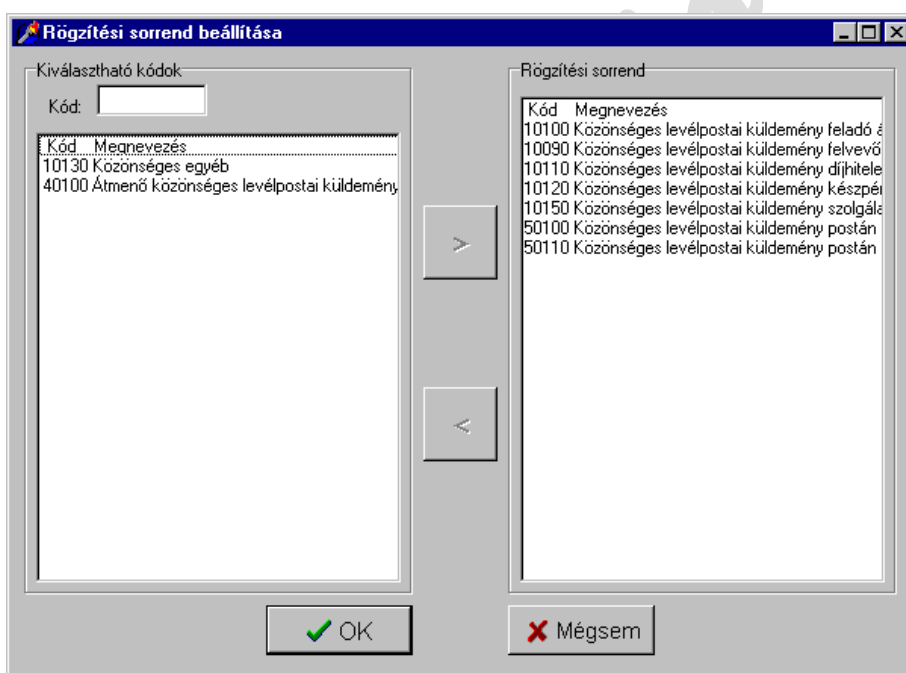 Rögzítési sorrend beállítása
Kiválasztható kódok
Kód:
Kód Megnevezés
10130 Közönséges egyéb
40100 Átmenő közönséges levélpostai küldemény
>
<
Rögzítési sorrend
Kód Megnevezés
10100 Közönséges levélpostai küldemény feladó
10090 Közönséges levélpostai küldemény felvevő
10110 Közönséges levélpostai küldemény díjhitele
10120 Közönséges levélpostai küldemény készpé
10150 Közönséges levélpostai küldemény szolgála
50100 Közönséges levélpostai küldemény postán
50110 Közönséges levélpostai küldemény postán
OK
Mégsem